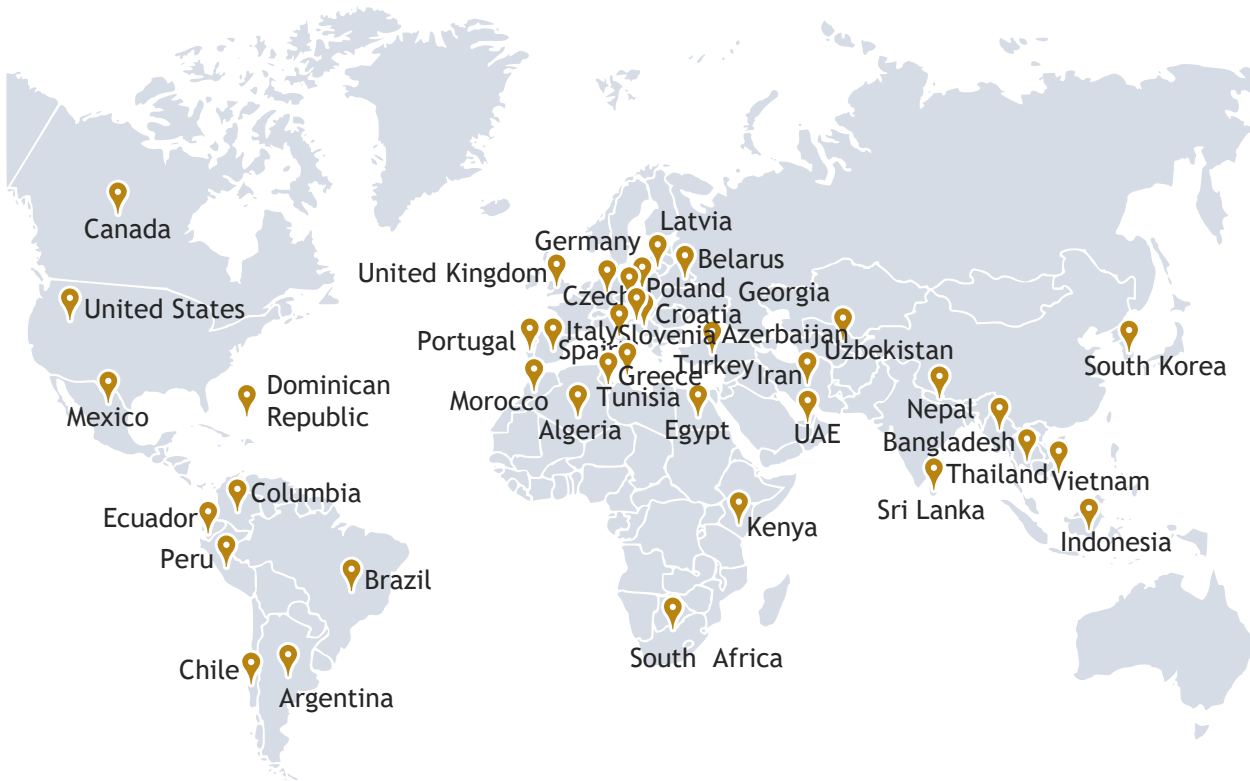 Latvia
Germany
Canada
Belarus
United Kingdom
Czech
Poland
Georgia
United States
Croatia
Portugal
Italy
Slovenia
Azerbaijan
Spain
Uzbekistan
Turkey
South Korea
Greece
Iran
Dominican
Republic
Mexico
Morocco
Tunisia
Nepal
Algeria
Egypt
UAE
Bangladesh
Thailand
Vietnam
Columbia
Sri Lanka
Ecuador
Kenya
Indonesia
Peru
Brazil
South Africa
Chile
Argentina